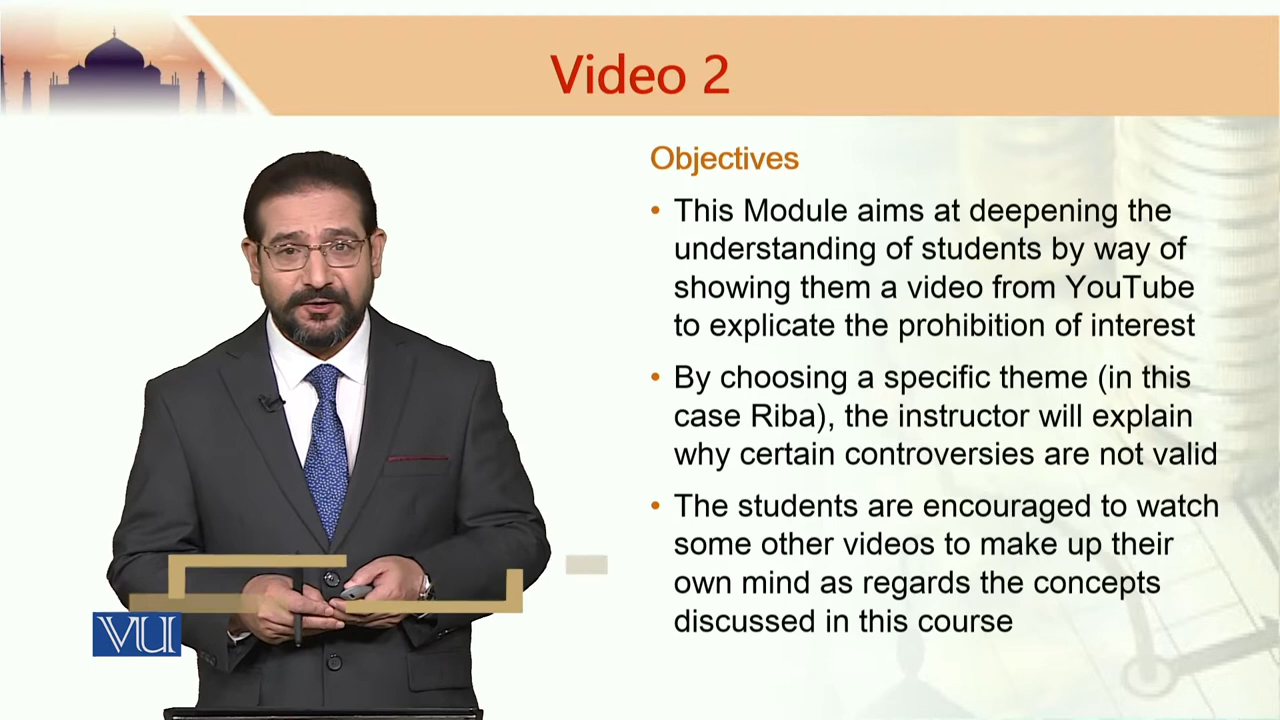 Video 2
Objectives
• This Module aims at deepening the
understanding of students by way of
showing them a video from YouTube
to explicate the prohibition of interest
• By choosing a specific theme (in this
case Riba), the instructor will explain
why certain controversies are not valid
• The students are encouraged to watch
some other videos to make up their
own mind as regards the concepts
discussed in this course
VU